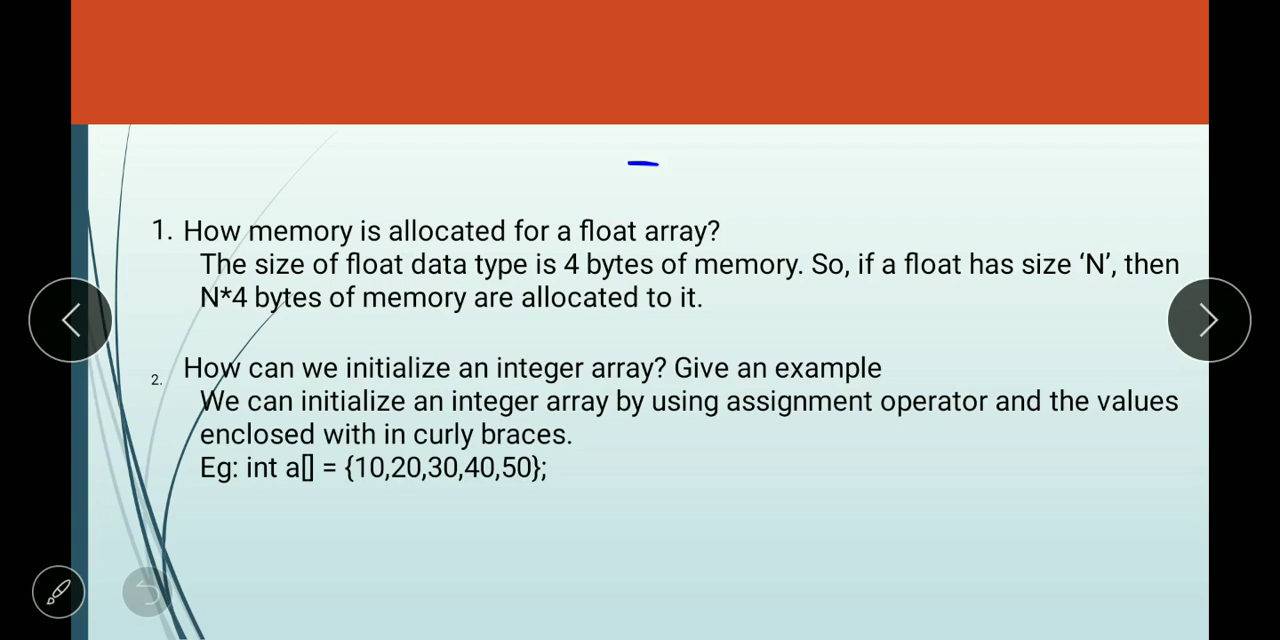 1. How memory is allocated for a float array?
The size of float data type is 4 bytes of memory. So, if a float has size ‘N’, then
N*4 bytes of memory are allocated to it.
2. How can we initialize an integer array? Give an example
We can initialize an integer array by using assignment operator and the values
enclosed with in curly braces.
Eg: int a[] = {10,20,30,40,50};